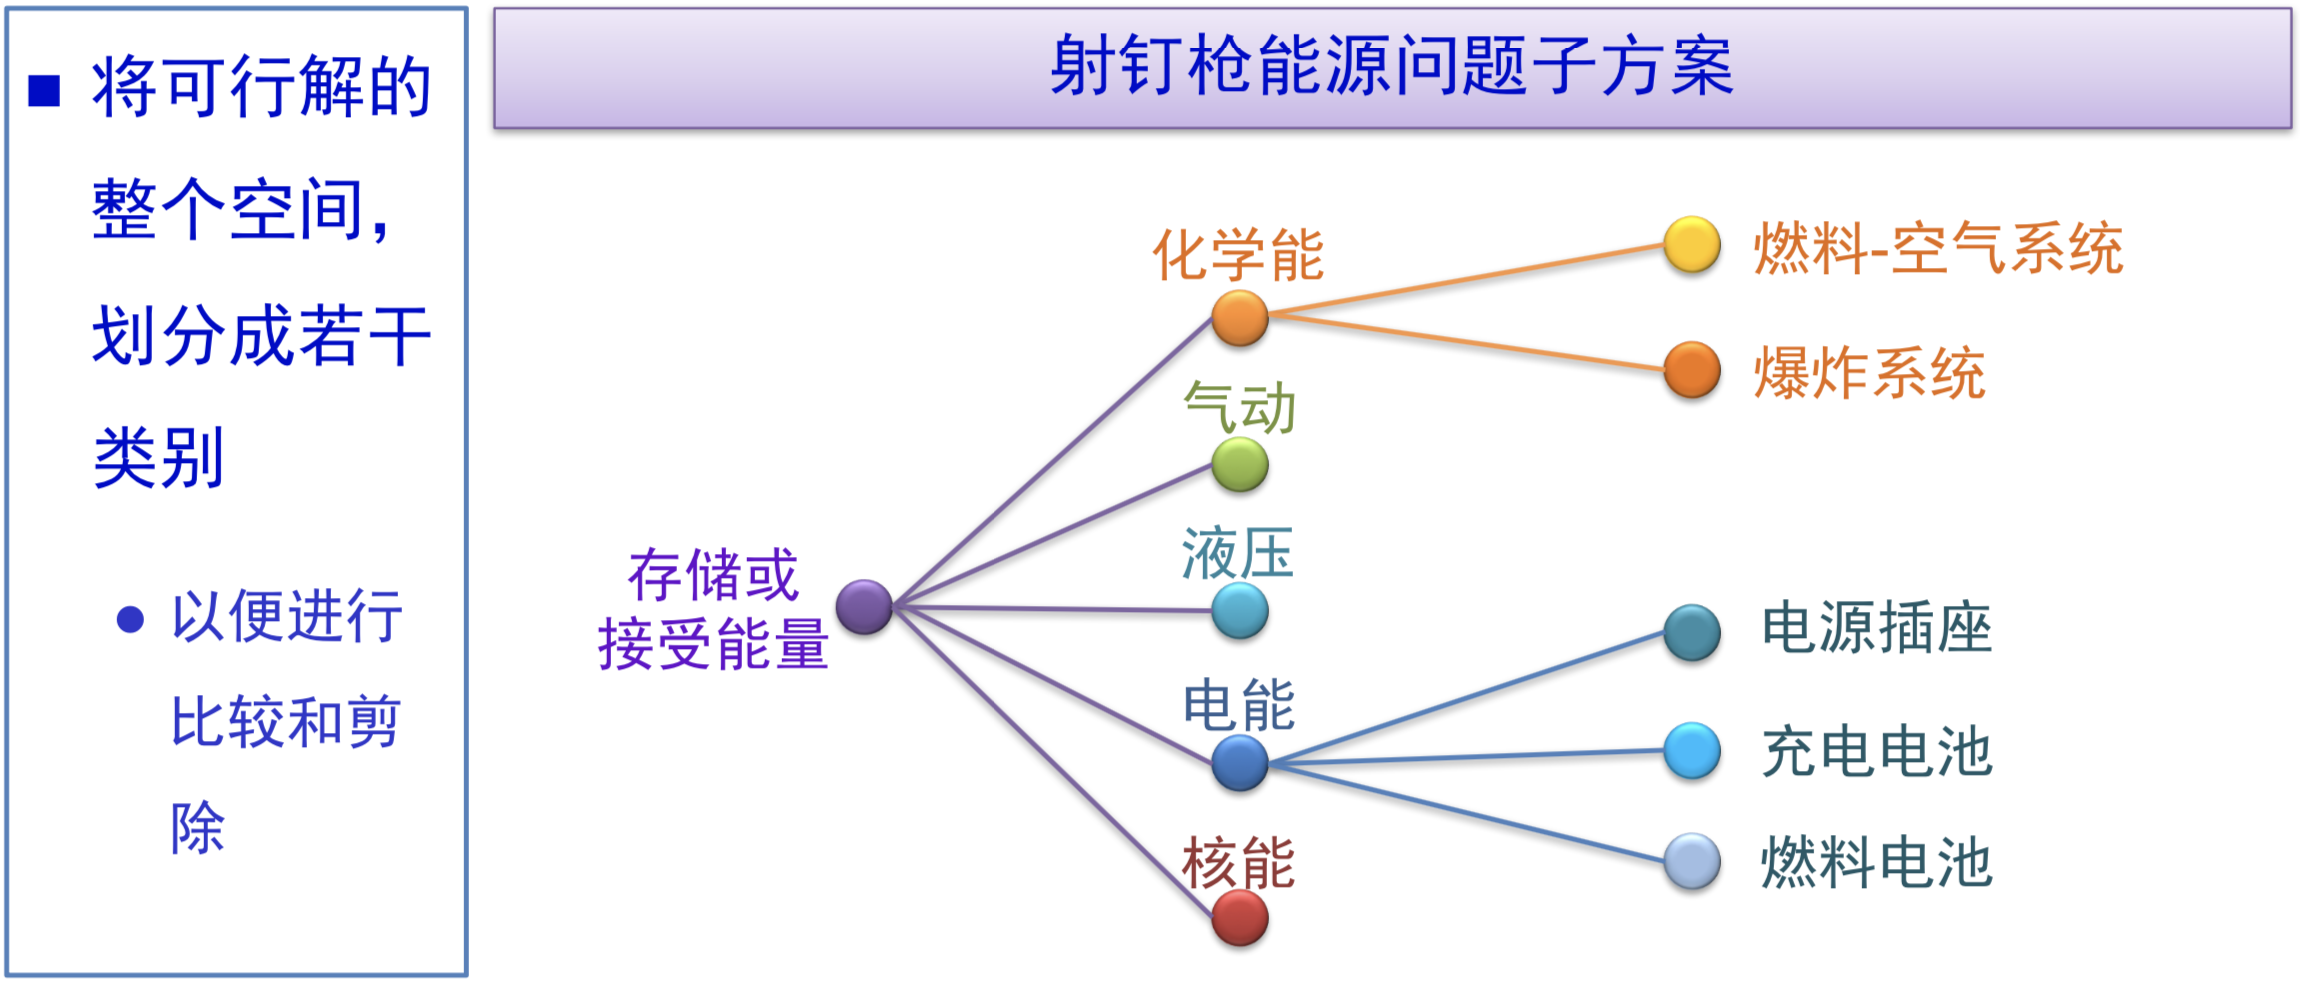 ■ 将可行解的
整个空间，
划分成若干
类别
● 以便进行
比较和剪
除
射钉枪能源问题子方案
存储或
接受能量
化学能
气动
液压
电能
核能
燃料-空气系统
爆炸系统
电源插座
充电电池
燃料电池